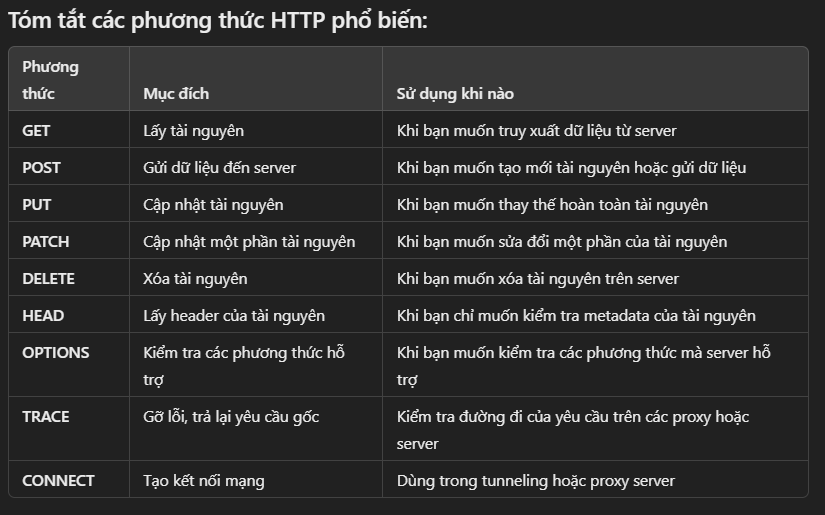 Tóm tắt các phương thức HTTP phổ biến:
Phương
thức
Mục đích
Sử dụng khi nào
GET
Lấy tài nguyên
Khi bạn muốn truy xuất dữ liệu từ server
POST
Gửi dữ liệu đến server
Khi bạn muốn tạo mới tài nguyên hoặc gửi dữ liệu
PUT
Cập nhật tài nguyên
Khi bạn muốn thay thế hoàn toàn tài nguyên
PATCH
Cập nhật một phần tài nguyên
Khi bạn muốn sửa đổi một phần của tài nguyên
DELETE
Xóa tài nguyên
Khi bạn muốn xóa tài nguyên trên server
HEAD
Lấy header của tài nguyên
Khi bạn chỉ muốn kiểm tra metadata của tài nguyên
OPTIONS
Kiểm tra các phương thức hỗ
trợ
Khi bạn muốn kiểm tra các phương thức mà server hỗ
trợ
TRACE
Gỡ lỗi, trả lại yêu cầu gốc
Kiểm tra đường đi của yêu cầu trên các proxy hoặc
server
CONNECT
Tạo kết nối mạng
Dùng trong tunneling hoặc proxy server